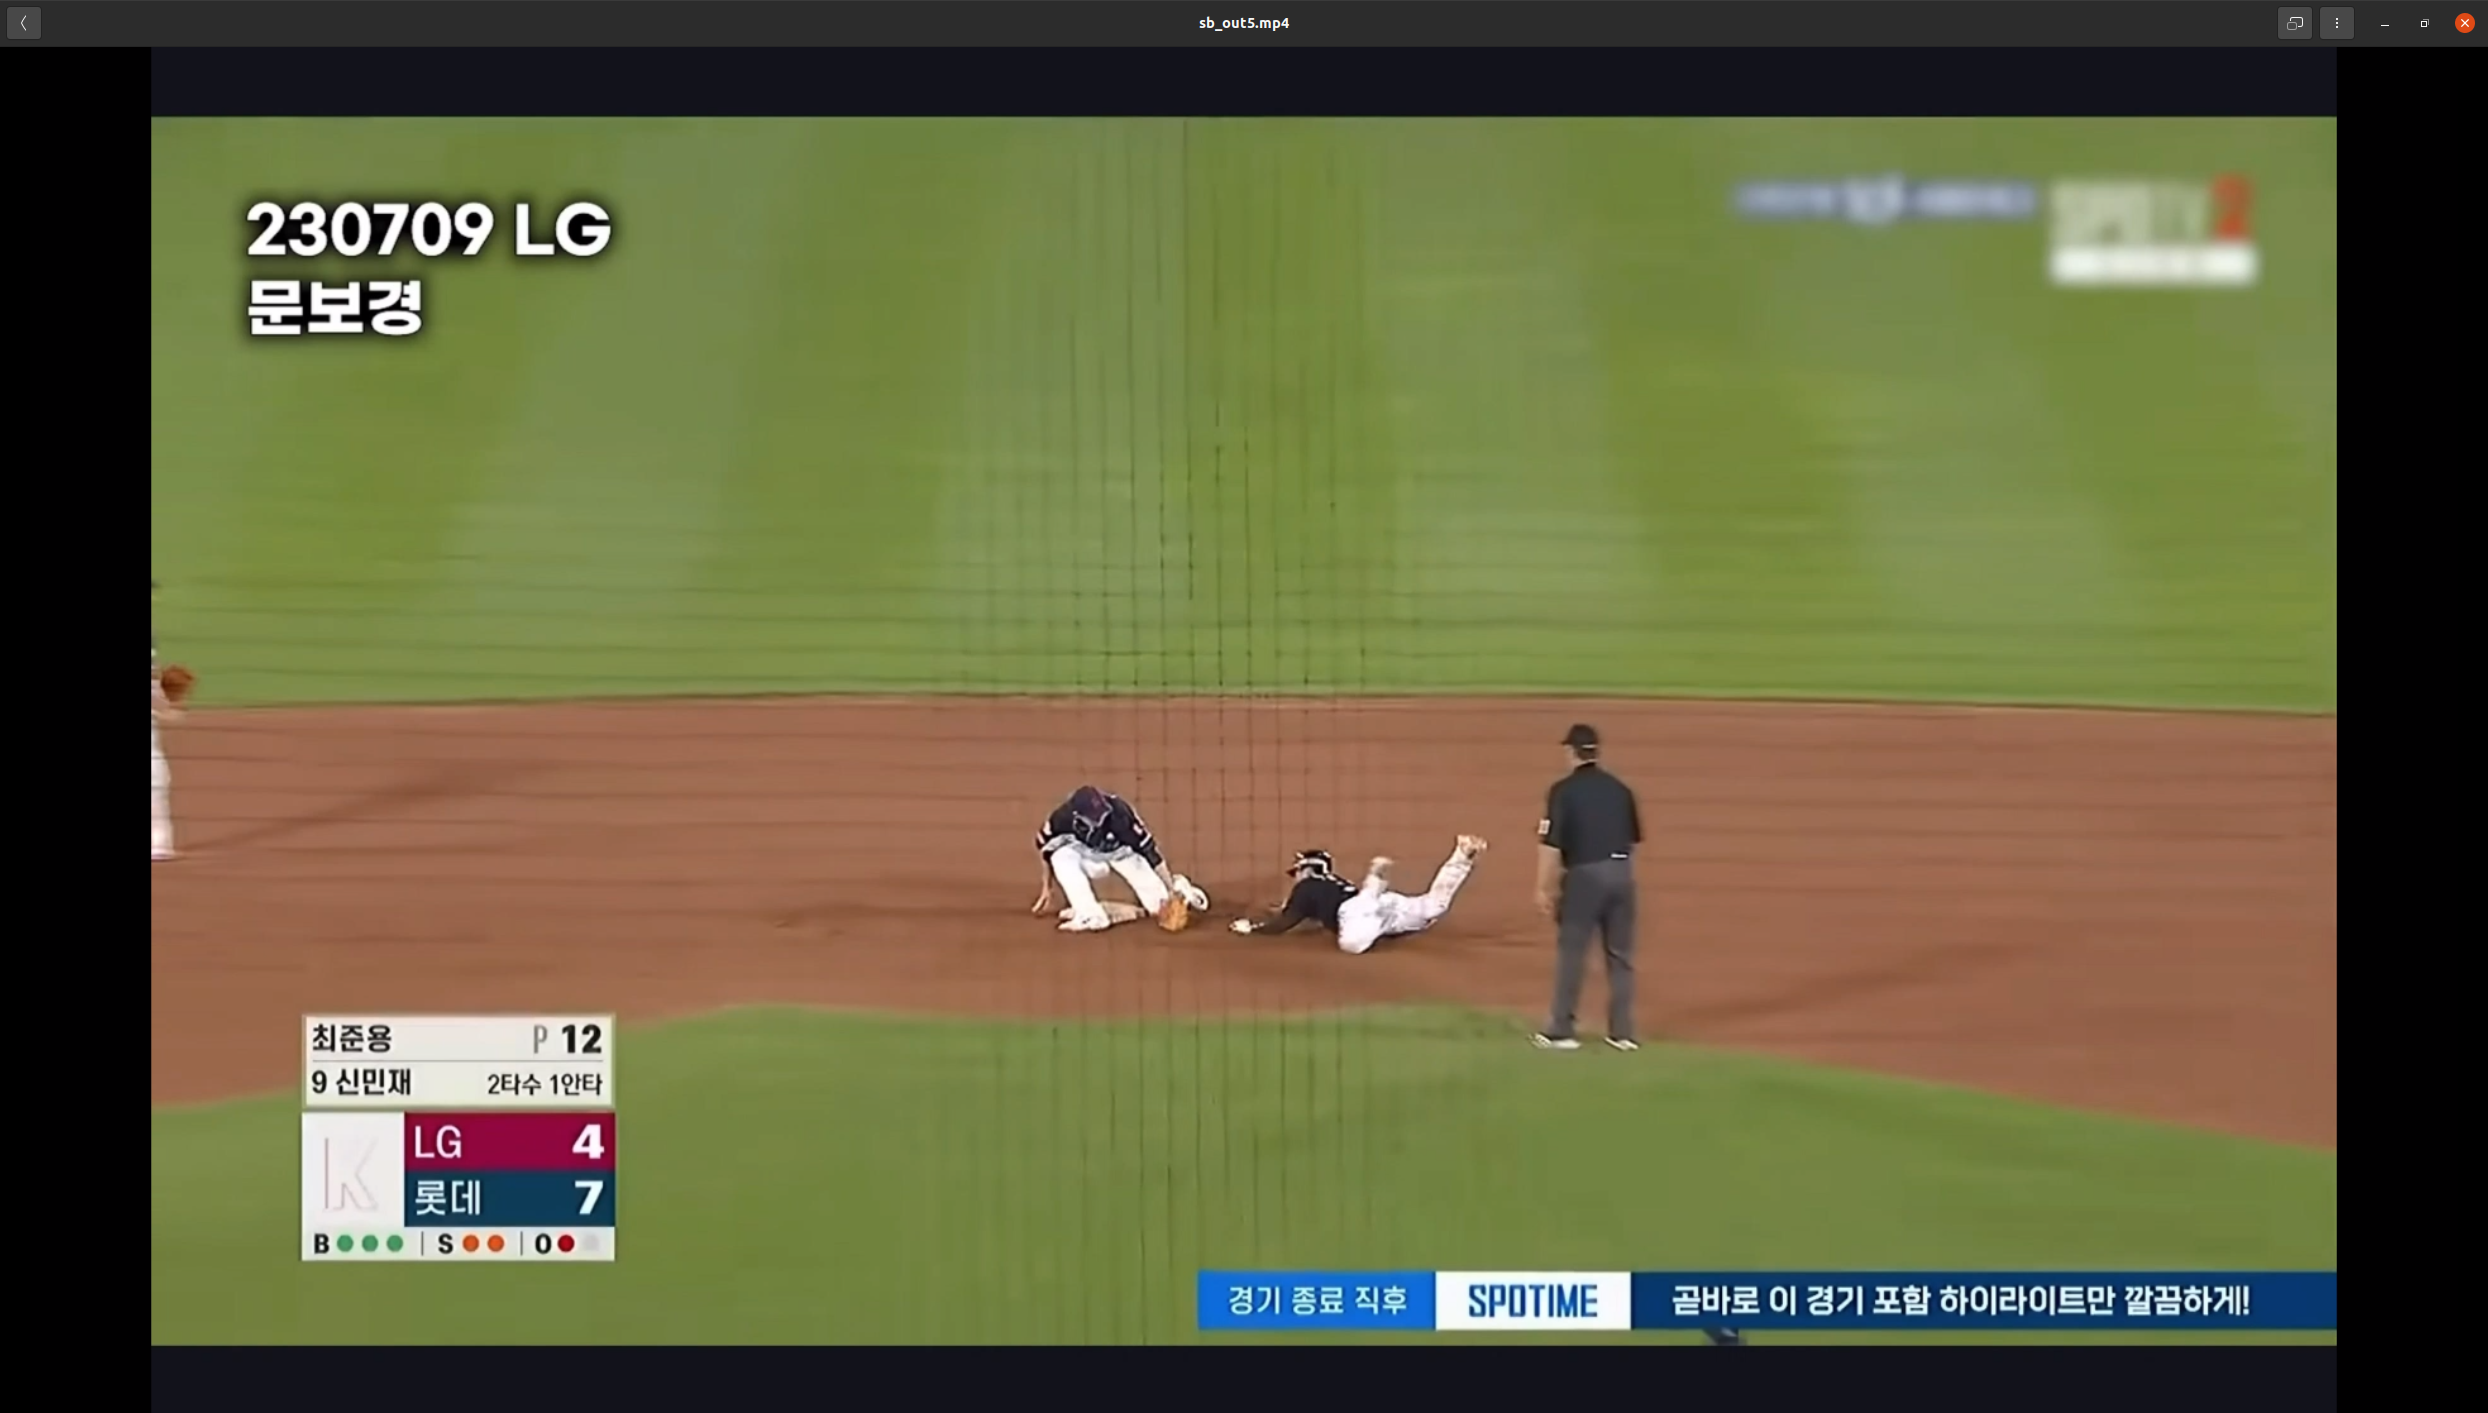 sb_out5.mp4
230709 LG
문보경
최준용 P 12
9 신민재 2타수 1안타
K
LG 4
롯데 7
B S O
경기 종료 직후 SPOTIME 곧바로 이 경기 포함 하이라이트만 깔끔하게!